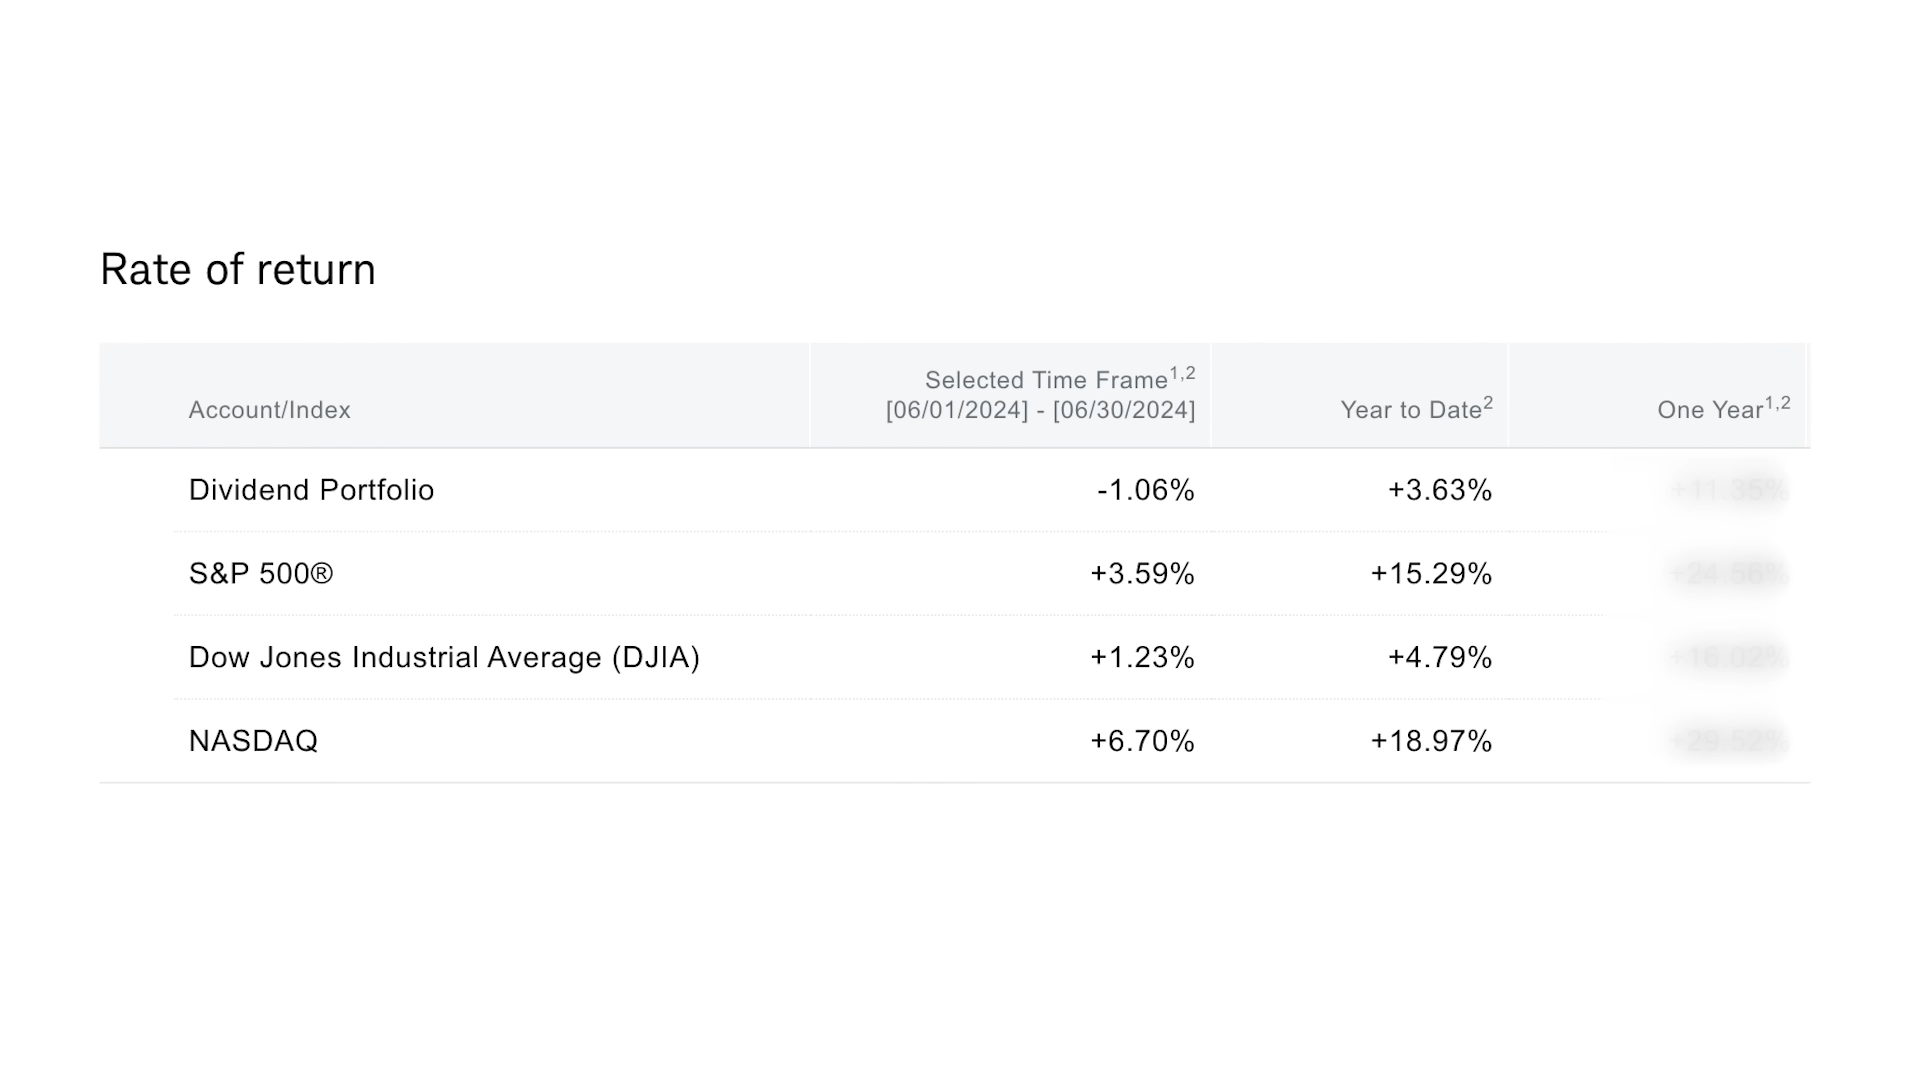 Rate of return
Account/Index
Selected Time Frame1,2
[06/01/2024] - [06/30/2024]
Year to Date2
One Year1,2
Dividend Portfolio -1.06% +3.63%
S&P 500® +3.59% +15.29%
Dow Jones Industrial Average (DJIA) +1.23% +4.79%
NASDAQ +6.70% +18.97%